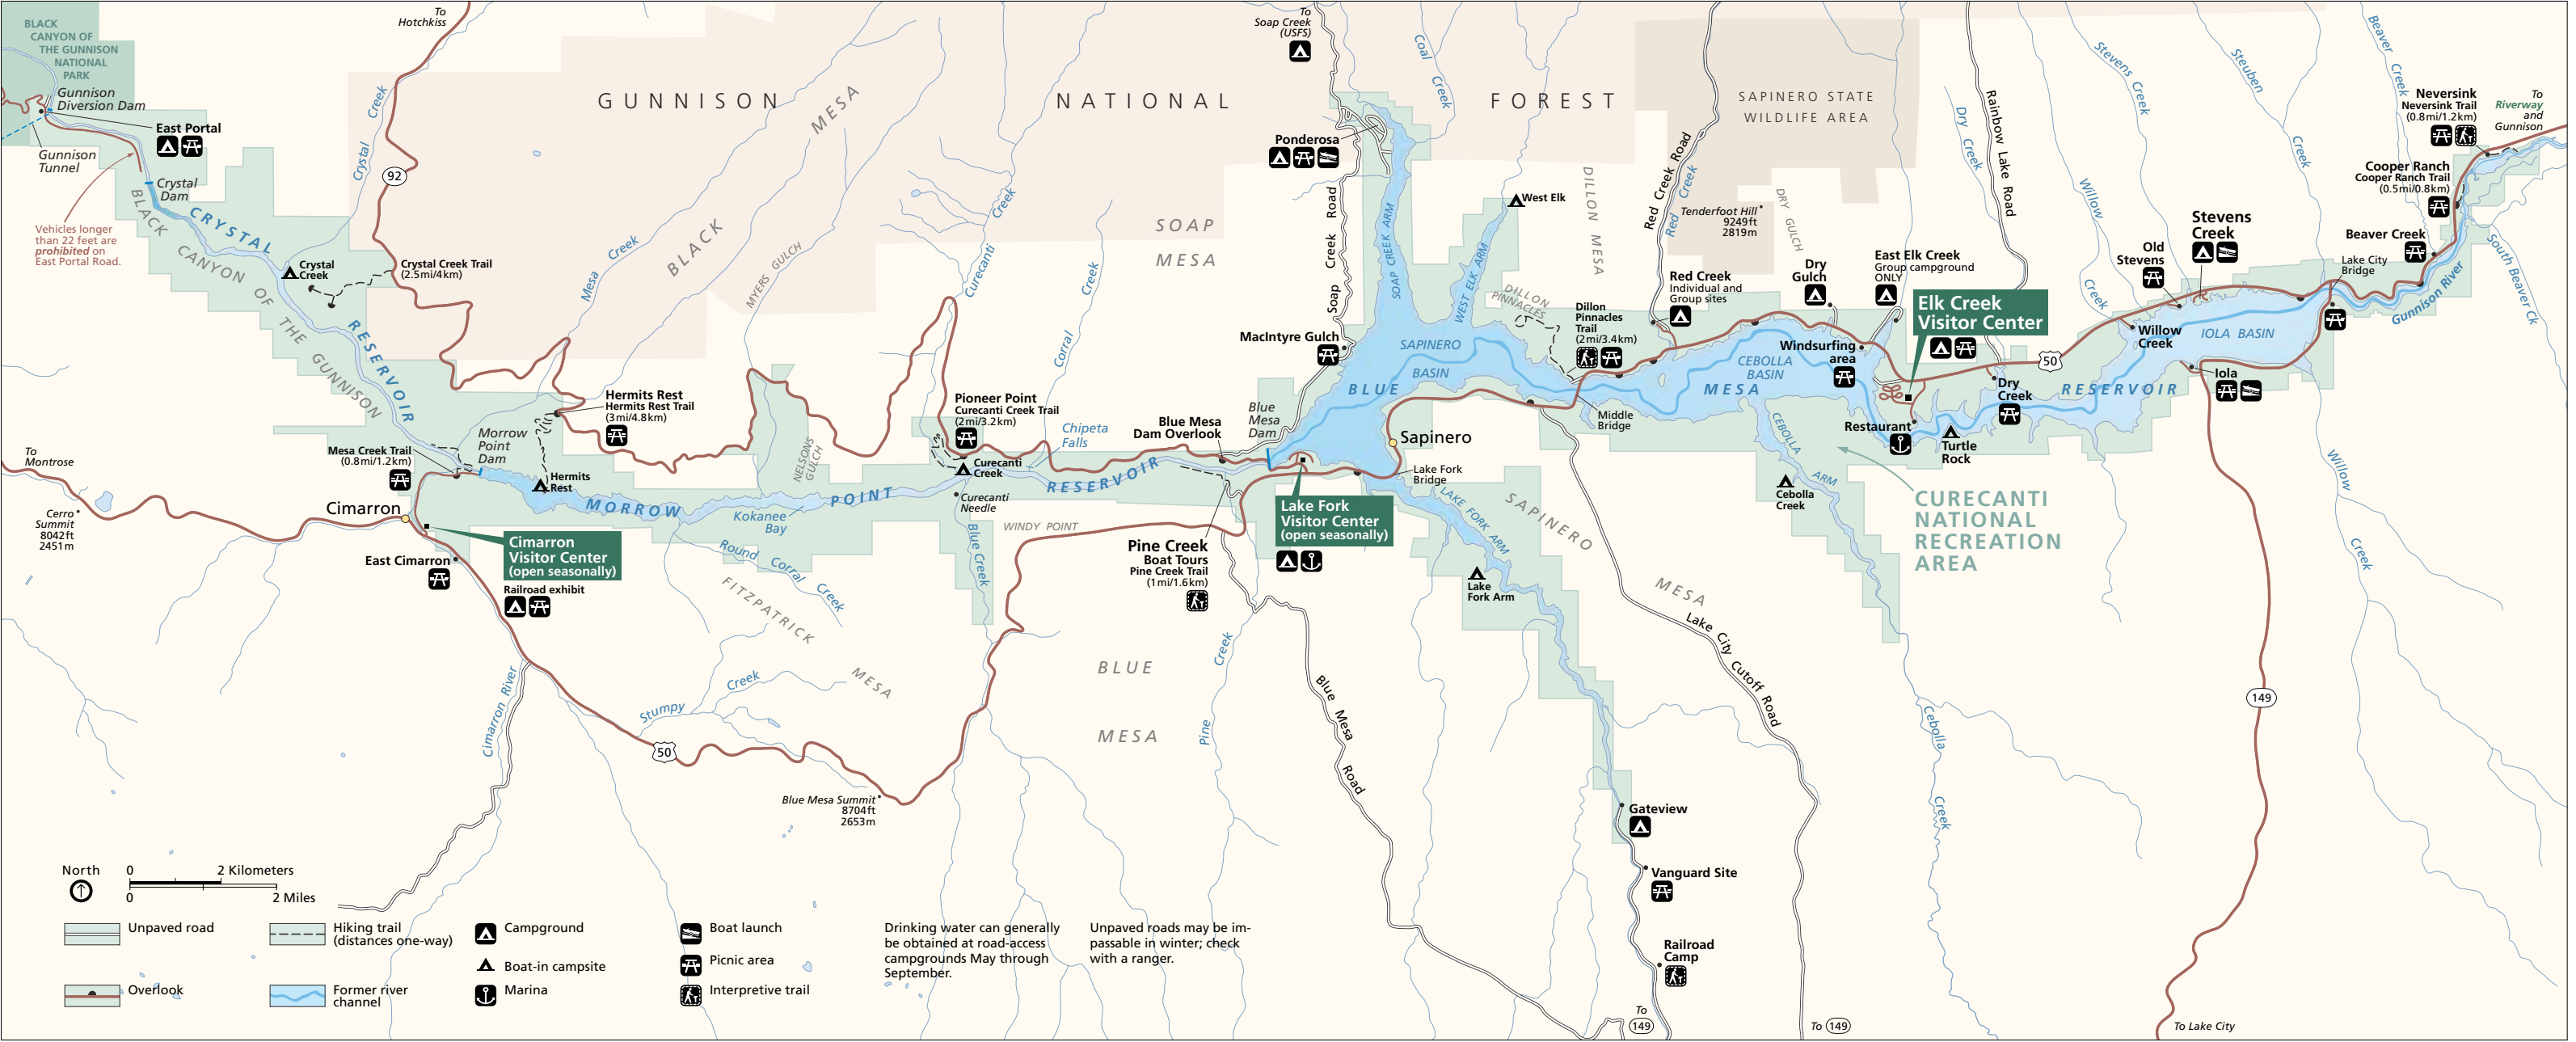 BLACK
CANYON OF
THE GUNNISON
NATIONAL
PARK
To
Hotchkiss
Gunnison
Diversion Dam
East Portal
Gunnison
Tunnel
Crystal
Dam
Vehicles longer
than 22 feet are
prohibited on
East Portal Road.
CRYSTAL
RESERVOIR
BLACK CANYON OF THE GUNNISON
Crystal Creek
92
Crystal
Creek
Crystal Creek Trail
(2.5mi/4km)
GUNNISON NATIONAL FOREST
BLACK MESA
Mesa Creek
MYERS GULCH
SOAP
MESA
Curecanti Creek
Corral Creek
To
Soap Creek
(USFS)
Ponderosa
Soap Creek Road
SOAP CREEK ARM
Coal Creek
West Elk
WEST ELK ARM
DILLON MESA
DILLON
PINNACLES
Dillon
Pinnacles
Trail
(2mi/3.4km)
Red Creek Road
Red Creek
SAPINERO STATE
WILDLIFE AREA
Tenderfoot Hill
9249ft
2819m
DRY GULCH
Red Creek
Individual and
Group sites
Dry
Gulch
East Elk Creek
Group campground
ONLY
Elk Creek
Visitor Center
Rainbow Lake Road
Dry Creek
Stevens Creek
Willow Creek
Steuben Creek
Beaver Creek
Neversink
Neversink Trail
(0.8mi/1.2km)
To
Riverway
and
Gunnison
Cooper Ranch
Cooper Ranch Trail
(0.5mi/0.8km)
Beaver Creek
Stevens
Creek
Old
Stevens
Lake City
Bridge
Gunnison River
South Beaver Ck
Willow
Creek
IOLA BASIN
Iola
50
Windsurfing
area
CEBOLLA
BASIN
BLUE MESA RESERVOIR
SAPINERO
BASIN
MacIntyre Gulch
Middle
Bridge
Restaurant
Dry
Creek
Turtle
Rock
CEBOLLA ARM
Cebolla
Creek
CURECANTI
NATIONAL
RECREATION
AREA
Hermits Rest
Hermits Rest Trail
(3mi/4.8km)
Pioneer Point
Curecanti Creek Trail
(2mi/3.2km)
Chipeta
Falls
Blue Mesa
Dam Overlook
Blue
Mesa
Dam
Sapinero
Lake Fork
Bridge
To
Montrose
Mesa Creek Trail
(0.8mi/1.2km)
Morrow
Point
Dam
Hermits
Rest
NELSONS
GULCH
Curecanti
Creek
Curecanti
Needle
MORROW POINT RESERVOIR
Kokanee
Bay
Cerro
Summit
8042ft
2451m
Cimarron
Cimarron
Visitor Center
(open seasonally)
East Cimarron
Railroad exhibit
Round Corral Creek
Blue Creek
WINDY POINT
Pine Creek
Boat Tours
Pine Creek Trail
(1mi/1.6km)
Lake Fork
Visitor Center
(open seasonally)
LAKE FORK ARM
Lake
Fork Arm
SAPINERO MESA
Lake City Cutoff Road
FITZPATRICK MESA
BLUE
MESA
Pine Creek
Blue Mesa Road
Cimarron River
Stumpy Creek
50
Blue Mesa Summit
8704ft
2653m
Cebolla Creek
Willow Creek
149
Gateview
Vanguard Site
Railroad
Camp
To
149
To 149
To Lake City
North
0 2 Kilometers
0 2 Miles
Unpaved road
Overlook
Hiking trail
(distances one-way)
Former river
channel
Campground
Boat-in campsite
Marina
Boat launch
Picnic area
Interpretive trail
Drinking water can generally
be obtained at road-access
campgrounds May through
September.
Unpaved roads may be im-
passable in winter; check
with a ranger.